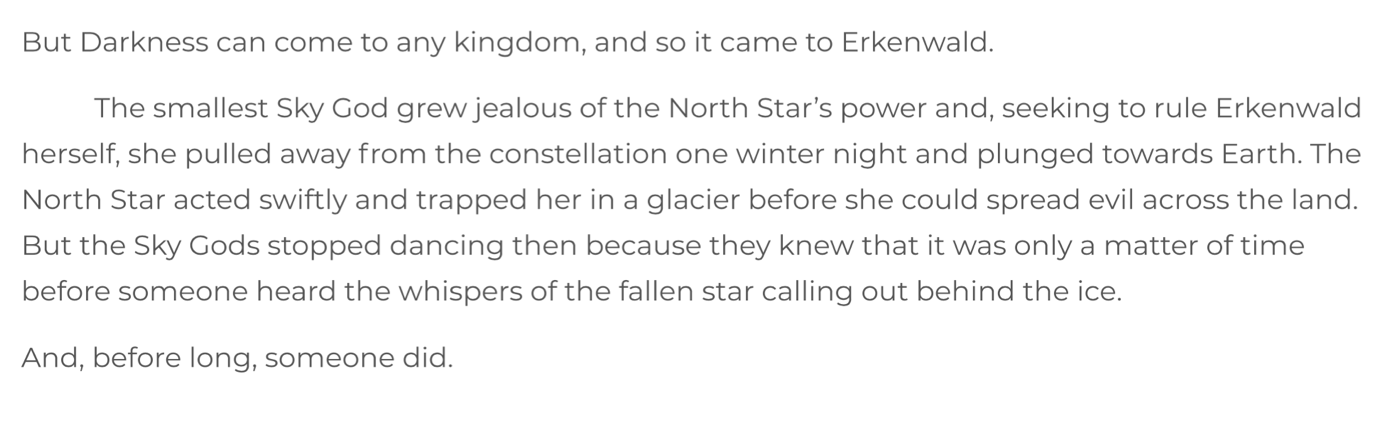 But Darkness can come to any kingdom, and so it came to Erkenwald.
The smallest Sky God grew jealous of the North Star’s power and, seeking to rule Erkenwald
herself, she pulled away from the constellation one winter night and plunged towards Earth. The
North Star acted swiftly and trapped her in a glacier before she could spread evil across the land.
But the Sky Gods stopped dancing then because they knew that it was only a matter of time
before someone heard the whispers of the fallen star calling out behind the ice.
And, before long, someone did.